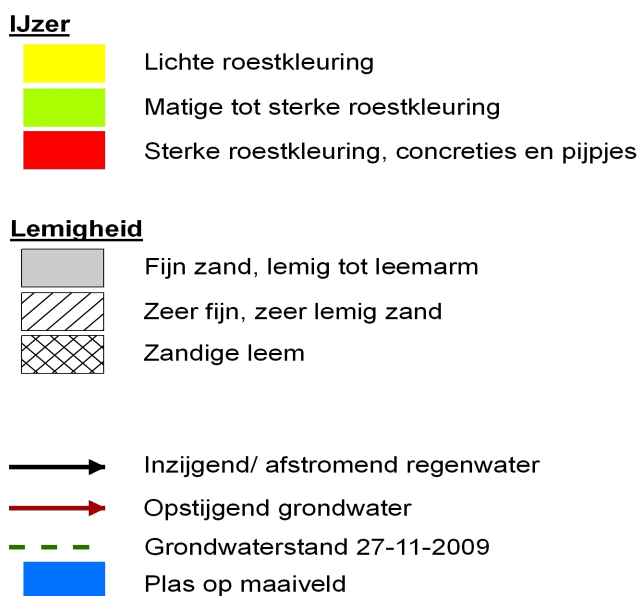 IJzer
Lichte roestkleuring
Matige tot sterke roestkleuring
Sterke roestkleuring, concreties en pijpjes
Lemigheid
Fijn zand, lemig tot leemarm
Zeer fijn, zeer lemig zand
Zandige leem
Inzijgend/ afstromend regenwater
Opstijgend grondwater
Grondwaterstand 27-11-2009
Plas op maaiveld